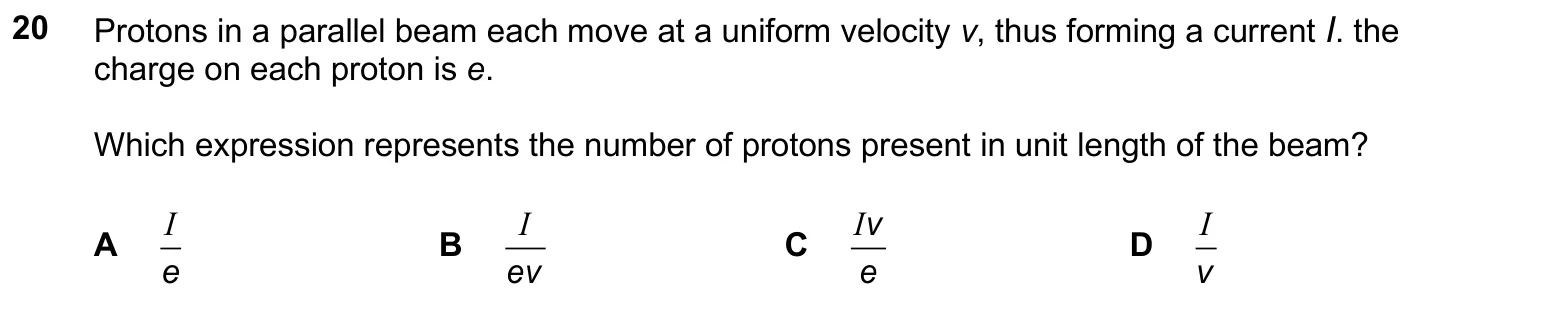 20 Protons in a parallel beam each move at a uniform velocity v, thus forming a current I. the
charge on each proton is e.
Which expression represents the number of protons present in unit length of the beam?
A I/e B I/ev C Iv/e D I/v